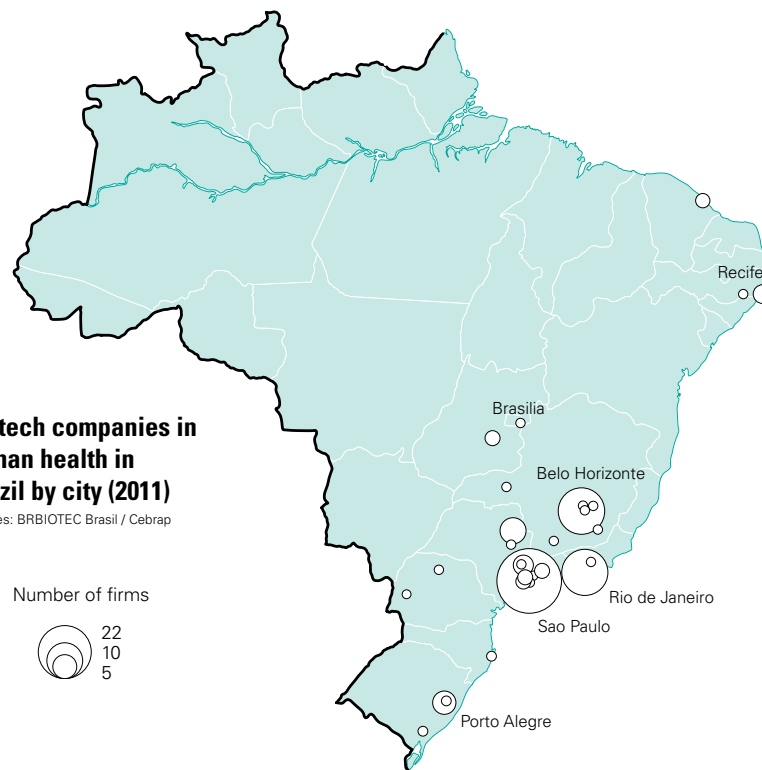 Recife
Brasilia
Belo Horizonte
Rio de Janeiro
Sao Paulo
Porto Alegre
tech companies in
man health in
zil by city (2011)
es: BRBIOTEC Brasil / Cebrap
Number of firms
22
10
5